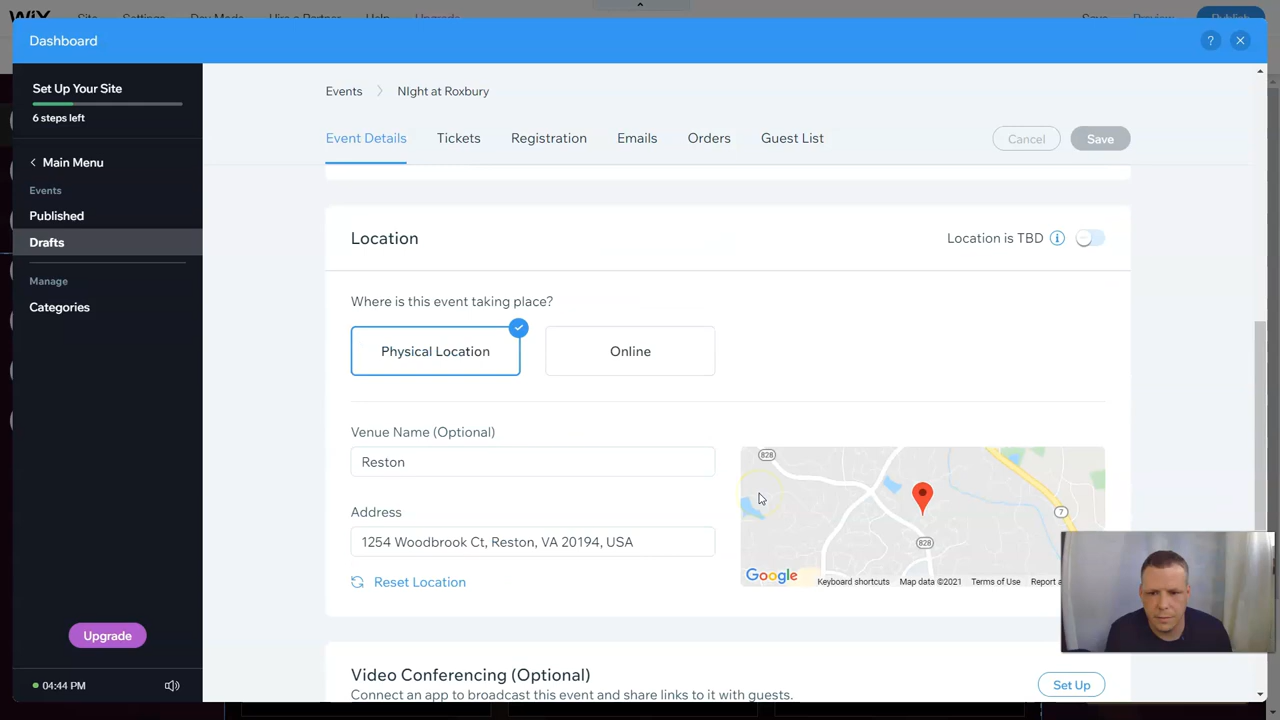 WiX Site Settings Dev Mode Hire a Partner Help Upgrade Save Preview Publish
Dashboard
?
Set Up Your Site
6 steps left
Main Menu
Events
Published
Drafts
Manage
Categories
Upgrade
04:44 PM
Events > NIght at Roxbury
Event Details Tickets Registration Emails Orders Guest List Cancel Save
Location
Location is TBD
Where is this event taking place?
Physical Location Online
Venue Name (Optional)
Reston
Address
1254 Woodbrook Ct, Reston, VA 20194, USA
Reset Location
828
7
828
Google
Keyboard shortcuts Map data ©2021 Terms of Use Report a
Video Conferencing (Optional)
Connect an app to broadcast this event and share links to it with guests.
Set Up